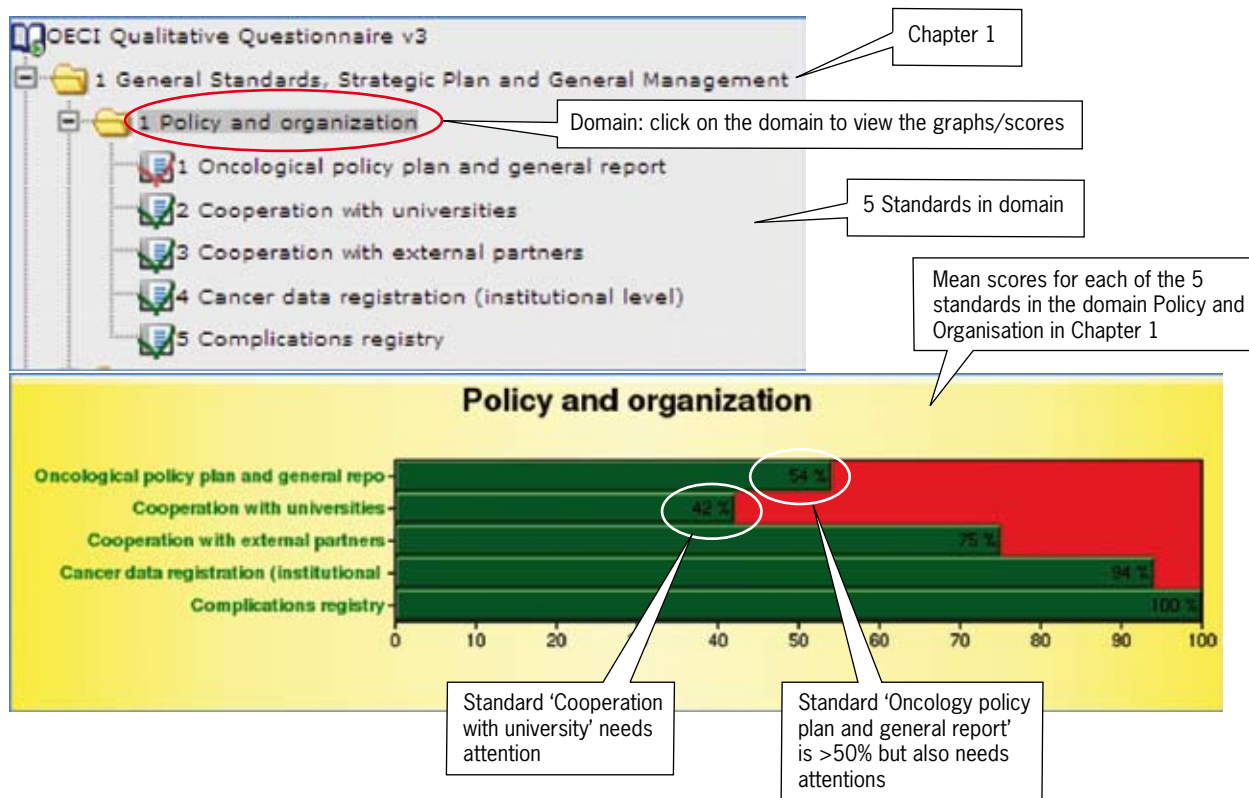 OECI Qualitative Questionnaire v3
Chapter 1
1 General Standards, Strategic Plan and General Management
1 Policy and organization
Domain: click on the domain to view the graphs/scores
1 Oncological policy plan and general report
2 Cooperation with universities
5 Standards in domain
3 Cooperation with external partners
4 Cancer data registration (institutional level)
5 Complications registry
Mean scores for each of the 5
standards in the domain Policy and
Organisation in Chapter 1
Policy and organization
Oncological policy plan and general repo
54 %
Cooperation with universities
42 %
Cooperation with external partners
75 %
Cancer data registration (institutional
94 %
Complications registry
100 %
0 10 20 40 50 60 70 80 90 100
Standard ‘Cooperation
with university’ needs
attention
Standard ‘Oncology policy
plan and general report’
is >50% but also needs
attentions